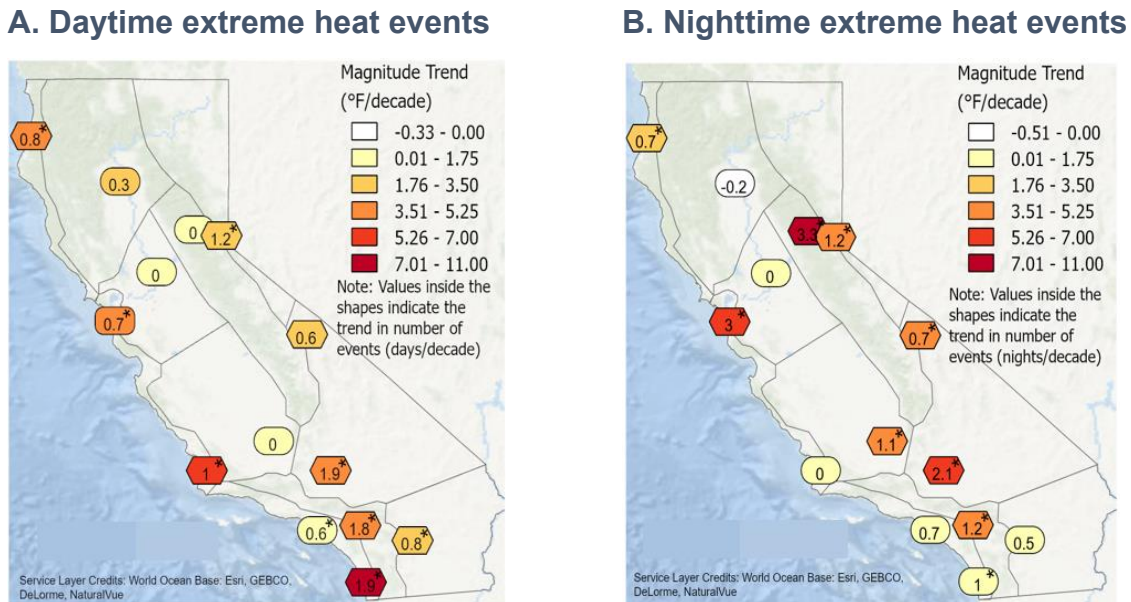 A. Daytime extreme heat events
Magnitude Trend
(°F/decade)
-0.33 - 0.00
0.01 - 1.75
1.76 - 3.50
3.51 - 5.25
5.26 - 7.00
7.01 - 11.00
Note: Values inside the
shapes indicate the
trend in number of
events (days/decade)
0.8*
0.3
0
1.2*
0
0.7*
0.6
0
1*
1.9*
0.6*
1.8*
0.8*
1.9*
Service Layer Credits: World Ocean Base: Esri, GEBCO,
DeLorme, NaturalVue
B. Nighttime extreme heat events
Magnitude Trend
(°F/decade)
-0.51 - 0.00
0.01 - 1.75
1.76 - 3.50
3.51 - 5.25
5.26 - 7.00
7.01 - 11.00
Note: Values inside the
shapes indicate the
trend in number of
events (nights/decade)
0.7*
-0.2
3.3*
1.2*
0
3*
0.7*
1.1*
0
2.1*
0.7
1.2*
0.5
1*
Service Layer Credits: World Ocean Base: Esri, GEBCO,
DeLorme, NaturalVue